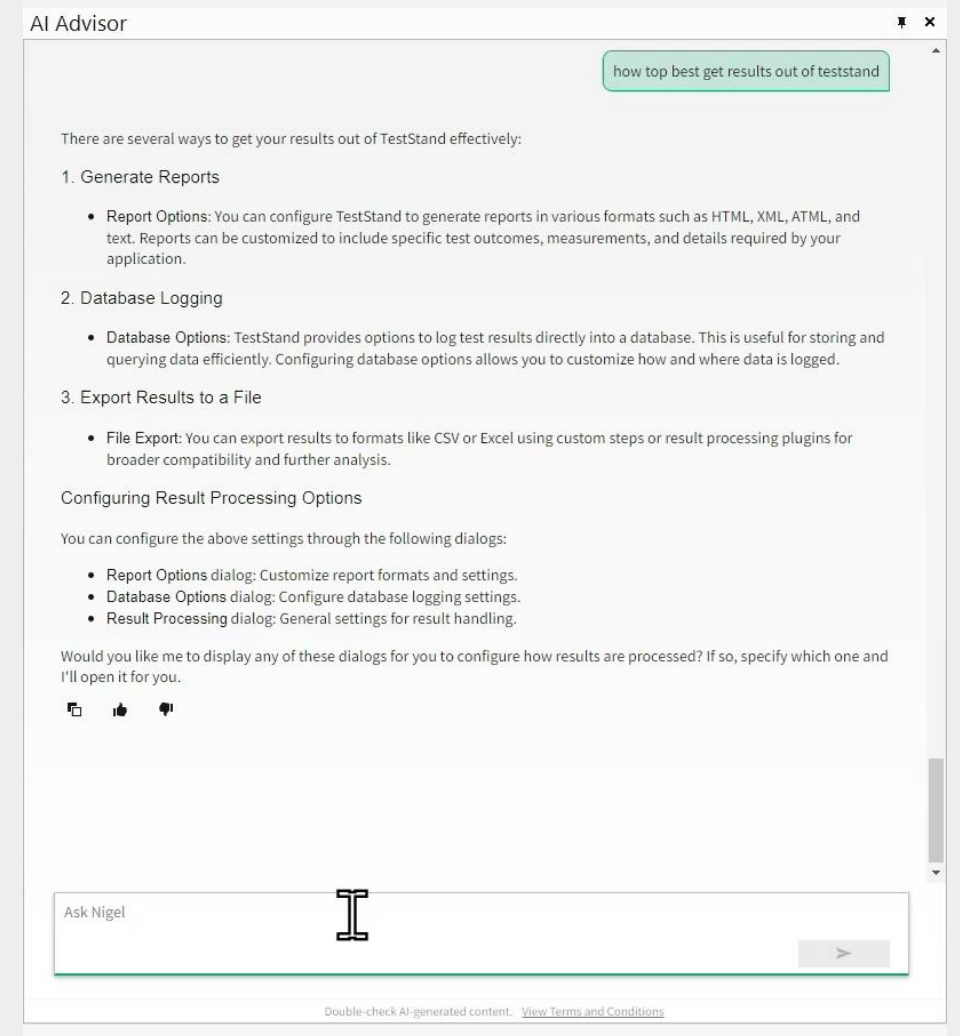 AI Advisor
how top best get results out of teststand
There are several ways to get your results out of TestStand effectively:
1. Generate Reports
• Report Options: You can configure TestStand to generate reports in various formats such as HTML, XML, ATML, and
text. Reports can be customized to include specific test outcomes, measurements, and details required by your
application.
2. Database Logging
• Database Options: TestStand provides options to log test results directly into a database. This is useful for storing and
querying data efficiently. Configuring database options allows you to customize how and where data is logged.
3. Export Results to a File
• File Export: You can export results to formats like CSV or Excel using custom steps or result processing plugins for
broader compatibility and further analysis.
Configuring Result Processing Options
You can configure the above settings through the following dialogs:
• Report Options dialog: Customize report formats and settings.
• Database Options dialog: Configure database logging settings.
• Result Processing dialog: General settings for result handling.
Would you like me to display any of these dialogs for you to configure how results are processed? If so, specify which one and
I'll open it for you.
Ask Nigel
Double-check AI-generated content. View Terms and Conditions